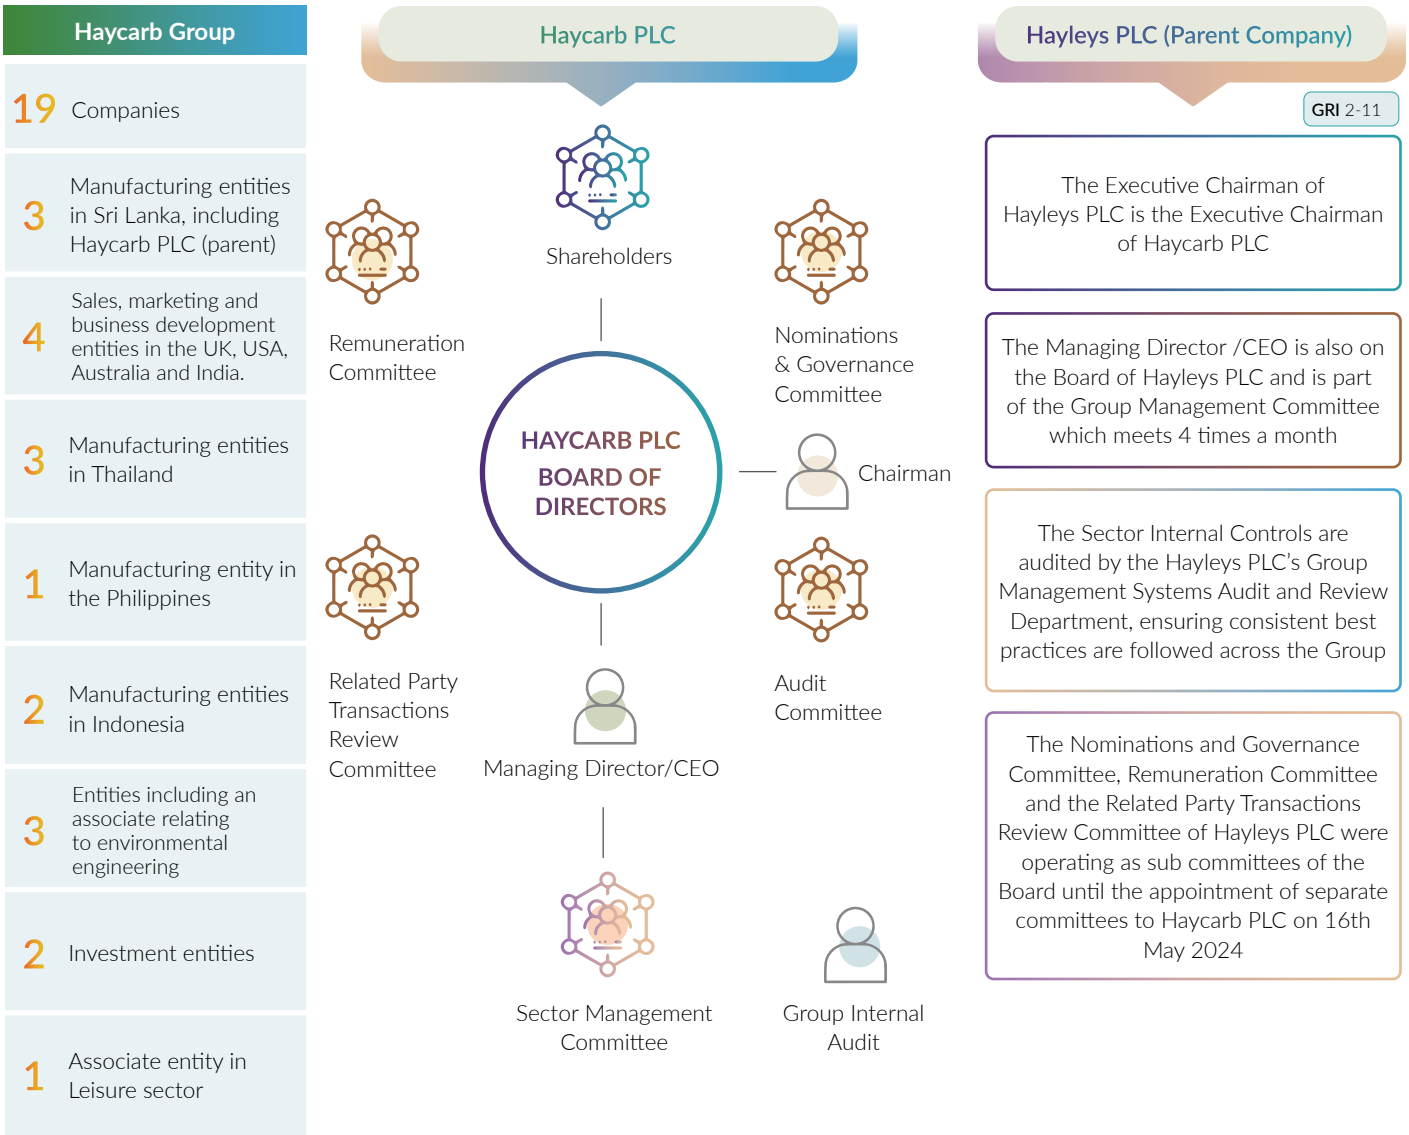 Haycarb Group
19 Companies
3 Manufacturing entities
in Sri Lanka, including
Haycarb PLC (parent)
4 Sales, marketing and
business development
entities in the UK, USA,
Australia and India.
3 Manufacturing entities
in Thailand
1 Manufacturing entity in
the Philippines
2 Manufacturing entities
in Indonesia
3 Entities including an
associate relating
to environmental
engineering
2 Investment entities
1 Associate entity in
Leisure sector
Haycarb PLC
Shareholders
Remuneration
Committee
Nominations
& Governance
Committee
HAYCARB PLC
BOARD OF
DIRECTORS
Chairman
Related Party
Transactions
Review
Committee
Managing Director/CEO
Audit
Committee
Sector Management
Committee
Group Internal
Audit
Hayleys PLC (Parent Company)
GRI 2-11
The Executive Chairman of
Hayleys PLC is the Executive Chairman
of Haycarb PLC
The Managing Director /CEO is also on
the Board of Hayleys PLC and is part
of the Group Management Committee
which meets 4 times a month
The Sector Internal Controls are
audited by the Hayleys PLC’s Group
Management Systems Audit and Review
Department, ensuring consistent best
practices are followed across the Group
The Nominations and Governance
Committee, Remuneration Committee
and the Related Party Transactions
Review Committee of Hayleys PLC were
operating as sub committees of the
Board until the appointment of separate
committees to Haycarb PLC on 16th
May 2024